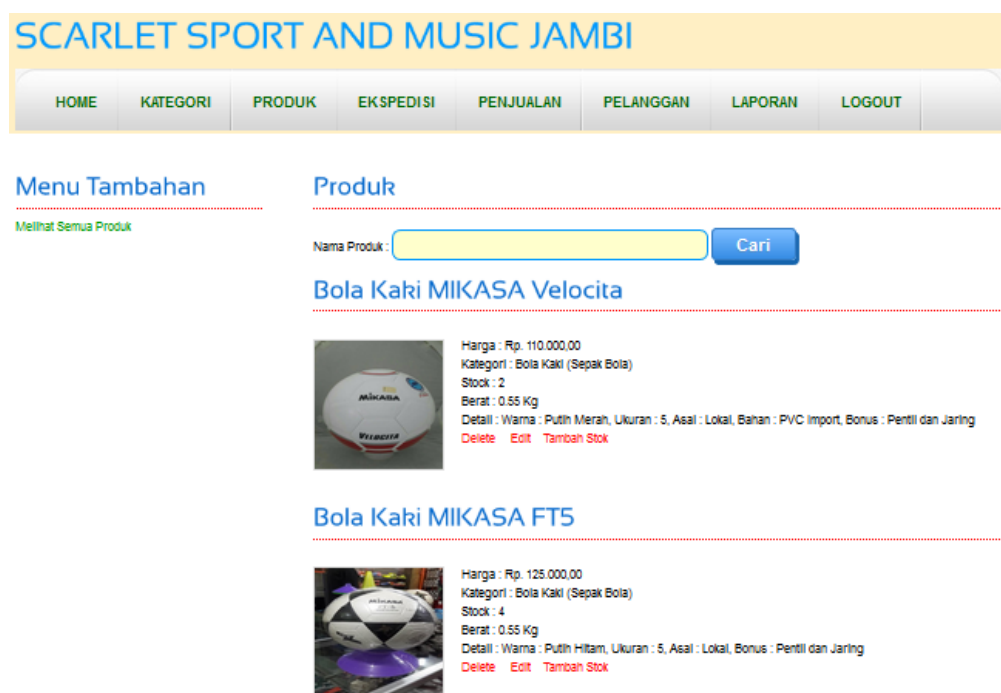 SCARLET SPORT AND MUSIC JAMBI
HOME KATEGORI PRODUK EKSPEDISI PENJUALAN PELANGGAN LAPORAN LOGOUT
Menu Tambahan
Melihat Semua Produk
Produk
Nama Produk : Cari
Bola Kaki MIKASA Velocita
MIKASA
VELOCITA
Harga : Rp. 110.000,00
Kategori : Bola Kaki (Sepak Bola)
Stock : 2
Berat : 0.55 Kg
Detail : Warna : Putih Merah, Ukuran : 5, Asal : Lokal, Bahan : PVC Import, Bonus : Pentil dan Jaring
Delete Edit Tambah Stok
Bola Kaki MIKASA FT5
MIKASA
Harga : Rp. 125.000,00
Kategori : Bola Kaki (Sepak Bola)
Stock : 4
Berat : 0.55 Kg
Detail : Warna : Putih Hitam, Ukuran : 5, Asal : Lokal, Bonus : Pentil dan Jaring
Delete Edit Tambah Stok